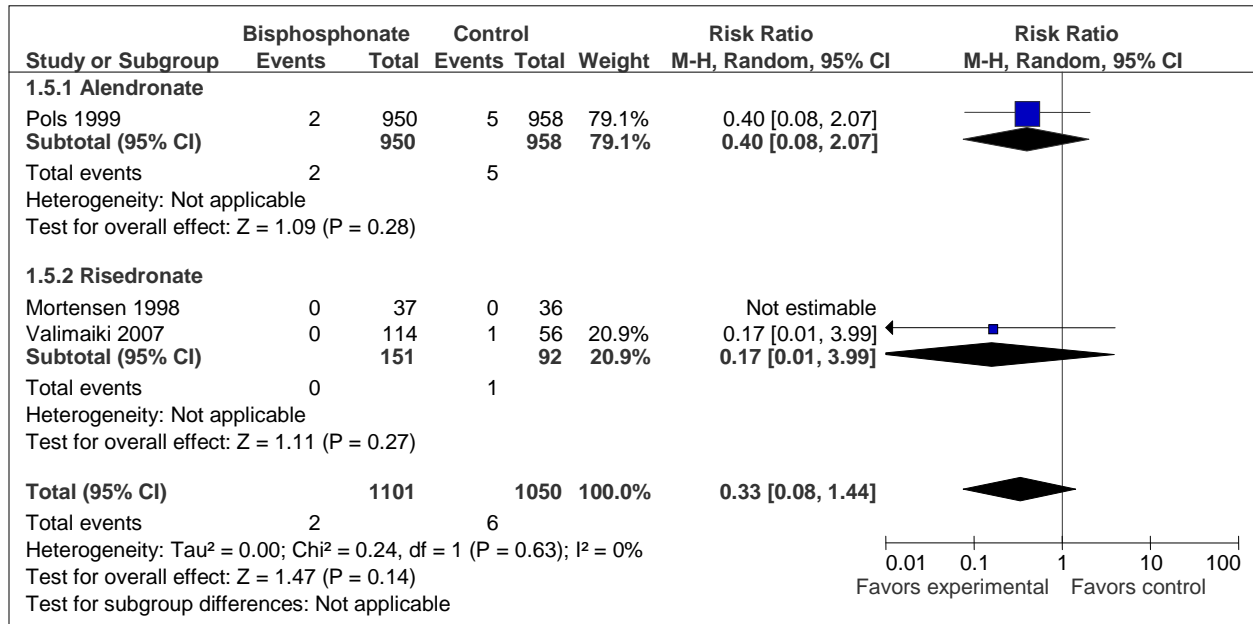 Bisphosphonate Control Risk Ratio Risk Ratio
Study or Subgroup Events Total Events Total Weight M-H, Random, 95% CI M-H, Random, 95% CI
1.5.1 Alendronate
Pols 1999 2 950 5 958 79.1% 0.40 [0.08, 2.07]
Subtotal (95% CI) 950 958 79.1% 0.40 [0.08, 2.07]
Total events 2 5
Heterogeneity: Not applicable
Test for overall effect: Z = 1.09 (P = 0.28)
1.5.2 Risedronate
Mortensen 1998 0 37 0 36 Not estimable
Valimaiki 2007 0 114 1 56 20.9% 0.17 [0.01, 3.99]
Subtotal (95% CI) 151 92 20.9% 0.17 [0.01, 3.99]
Total events 0 1
Heterogeneity: Not applicable
Test for overall effect: Z = 1.11 (P = 0.27)
Total (95% CI) 1101 1050 100.0% 0.33 [0.08, 1.44]
Total events 2 6
Heterogeneity: Tau² = 0.00; Chi² = 0.24, df = 1 (P = 0.63); I² = 0%
Test for overall effect: Z = 1.47 (P = 0.14)
Test for subgroup differences: Not applicable
0.01 0.1 1 10 100
Favors experimental Favors control